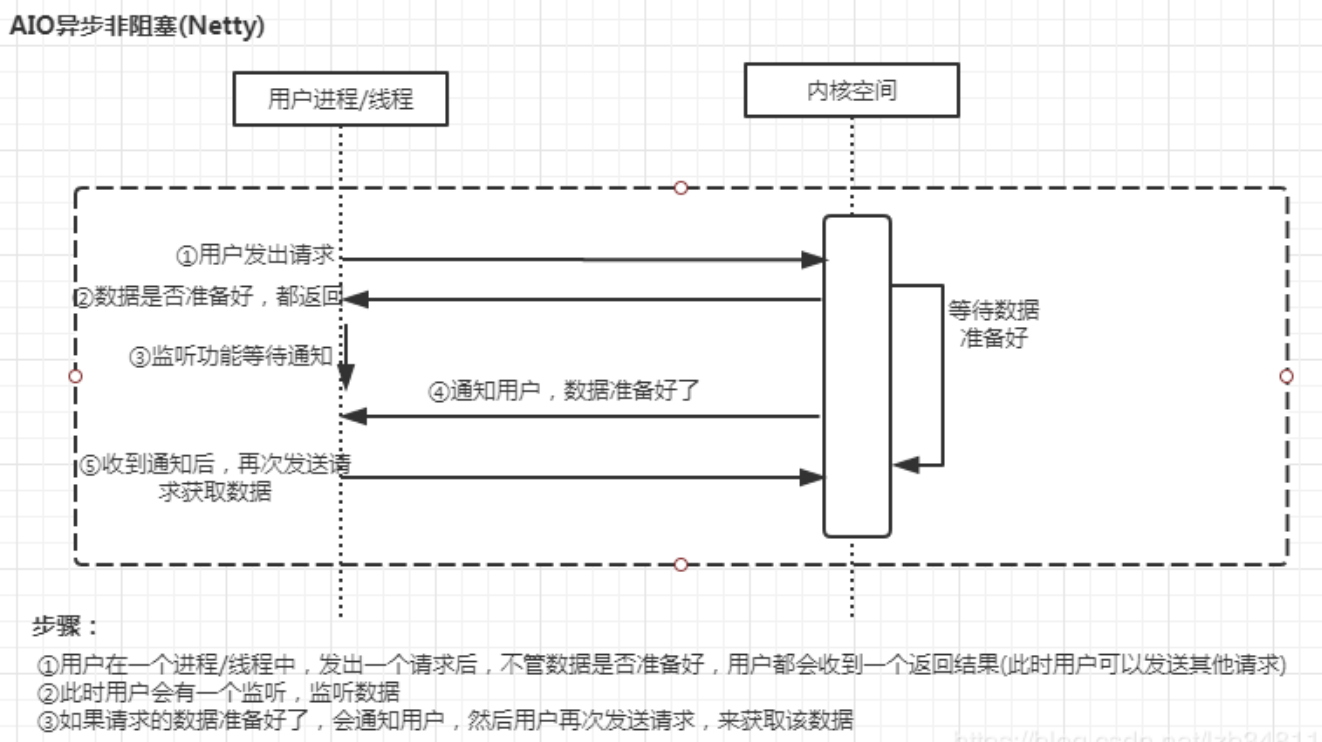 AIO异步非阻塞(Netty)
用户进程/线程
内核空间
①用户发出请求
②数据是否准备好，都返回
等待数据
准备好
③监听功能等待通知
④通知用户，数据准备好了
⑤收到通知后，再次发送请
求获取数据
步骤：
①用户在一个进程/线程中，发出一个请求后，不管数据是否准备好，用户都会收到一个返回结果(此时用户可以发送其他请求)
②此时用户会有一个监听，监听数据
③如果请求的数据准备好了，会通知用户，然后用户再次发送请求，来获取该数据